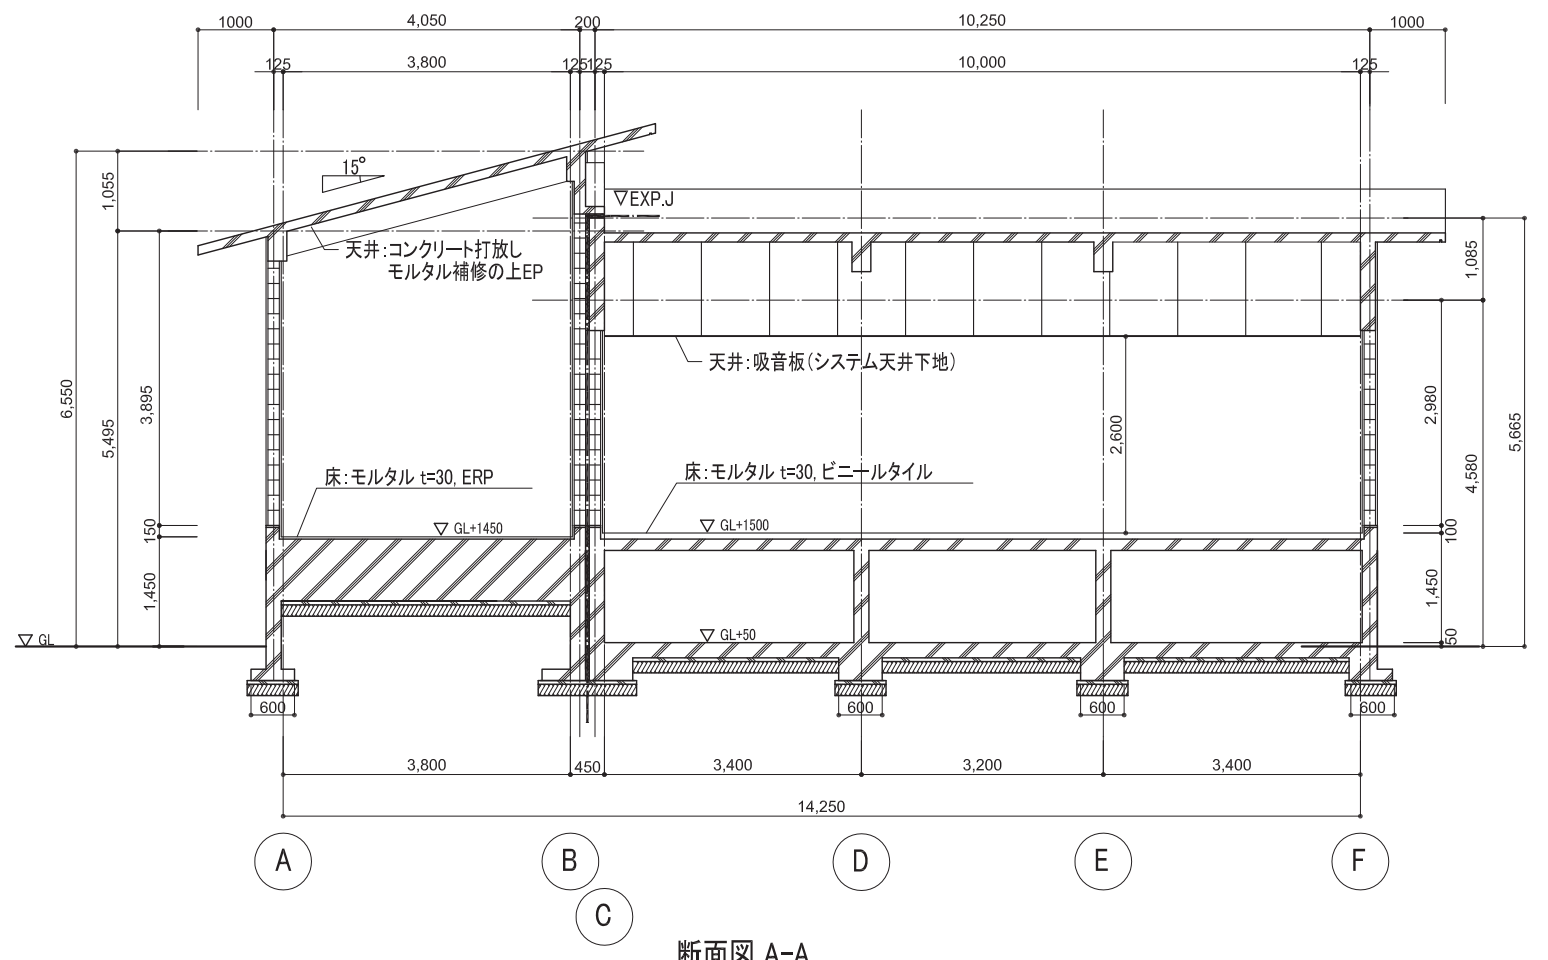 1000 4,050 200 10,250 1000
125 3,800 125 125 10,000 125
15°
▽EXP.J
天井:コンクリート打放し
モルタル補修の上EP
天井:吸音板(システム天井下地)
1,055
6,550
5,495
3,895
150
1,450
1,085
2,980
5,665
4,580
2,600
100
1,450
50
床:モルタル t=30, ERP
床:モルタル t=30, ビニールタイル
▽ GL+1450
▽ GL+1500
▽ GL
▽ GL+50
600 600 600 600
3,800 450 3,400 3,200 3,400
14,250
A B D E F
C
断面図 A-A